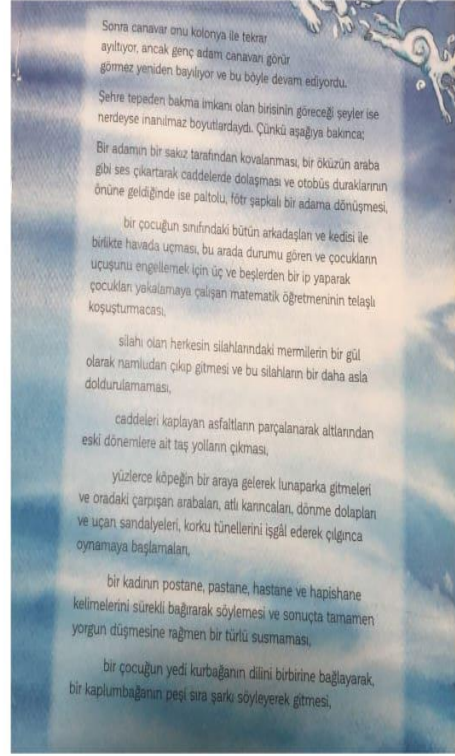 Sonra canavar onu kolonya ile tekrar
ayıltıyor, ancak genç adam canavarı görür
görmez yeniden bayılıyor ve bu böyle devam ediyordu.
Şehre tepeden bakma imkanı olan birisinin göreceği şeyler ise
nerdeyse inanılmaz boyutlardaydı. Çünkü aşağıya bakınca;
Bir adamın bir sakız tarafından kovalanması, bir öküzün araba
gibi ses çıkartarak caddelerde dolaşması ve otobüs duraklarının
önüne geldiğinde ise paltolu, fötr şapkalı bir adama dönüşmesi,
bir çocuğun sınıfındaki bütün arkadaşları ve kedisi ile
birlikte havada uçması, bu arada durumu gören ve çocukların
uçuşunu engellemek için üç ve beşlerden bir ip yaparak
çocukları yakalamaya çalışan matematik öğretmeninin telaşlı
koşuşturmacası,
silahı olan herkesin silahlarındaki mermilerin bir gül
olarak namludan çıkıp gitmesi ve bu silahların bir daha asla
doldurulamaması,
caddeleri kaplayan asfaltların parçalanarak altlarından
eski dönemlere ait taş yolların çıkması,
yüzlerce köpeğin bir araya gelerek lunaparka gitmeleri
ve oradaki çarpışan arabaları, atlı karıncaları, dönme dolapları
ve uçan sandalyeleri, korku tünellerini işgâl ederek çılgınca
oynamaya başlamaları,
bir kadının postane, pastane, hastane ve hapishane
kelimelerini sürekli bağırarak söylemesi ve sonuçta tamamen
yorgun düşmesine rağmen bir türlü susmaması,
bir çocuğun yedi kurbağanın dilini birbirine bağlayarak,
bir kaplumbağanın peşi sıra şarkı söyleyerek gitmesi,